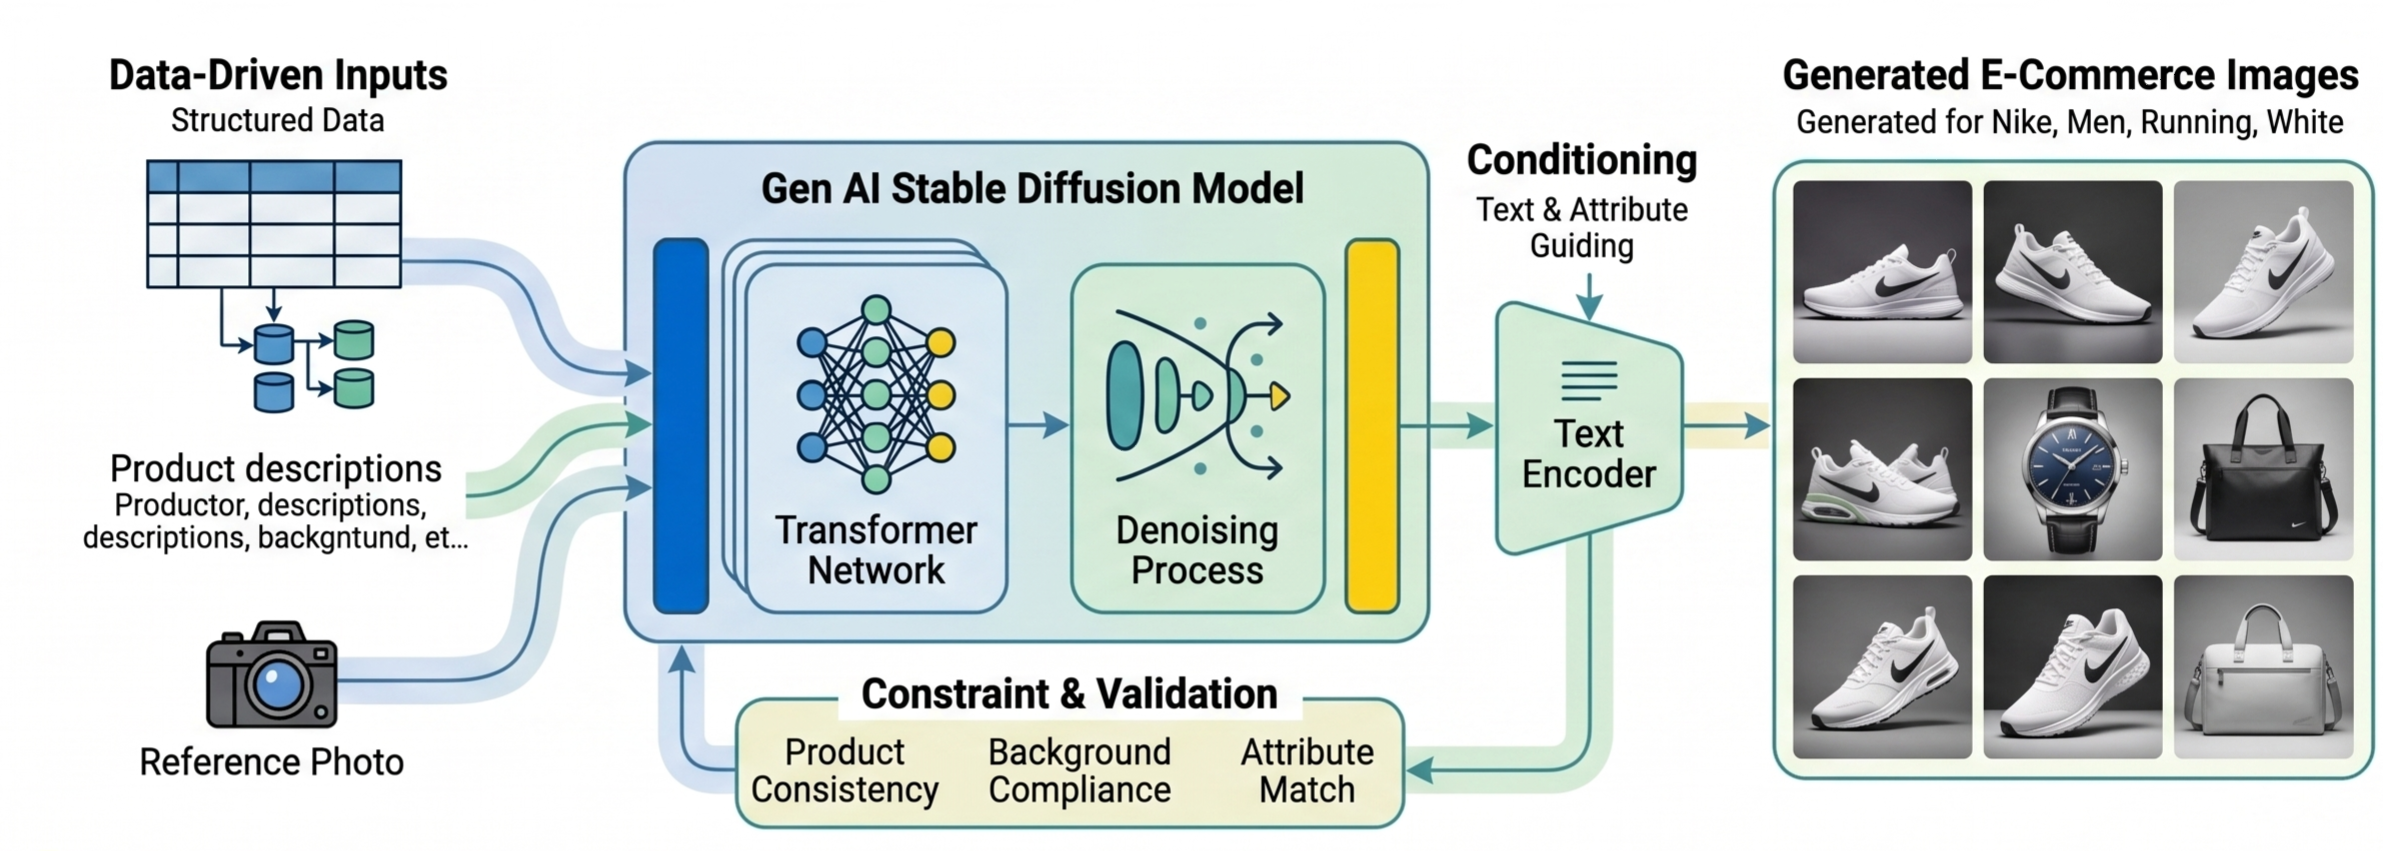 Data-Driven Inputs
Structured Data
Product descriptions
Productor, descriptions,
descriptions, backgntund, et...
Reference Photo
Gen AI Stable Diffusion Model
Transformer
Network
Denoising
Process
Constraint & Validation
Product
Consistency
Background
Compliance
Attribute
Match
Conditioning
Text & Attribute
Guiding
Text
Encoder
Generated E-Commerce Images
Generated for Nike, Men, Running, White